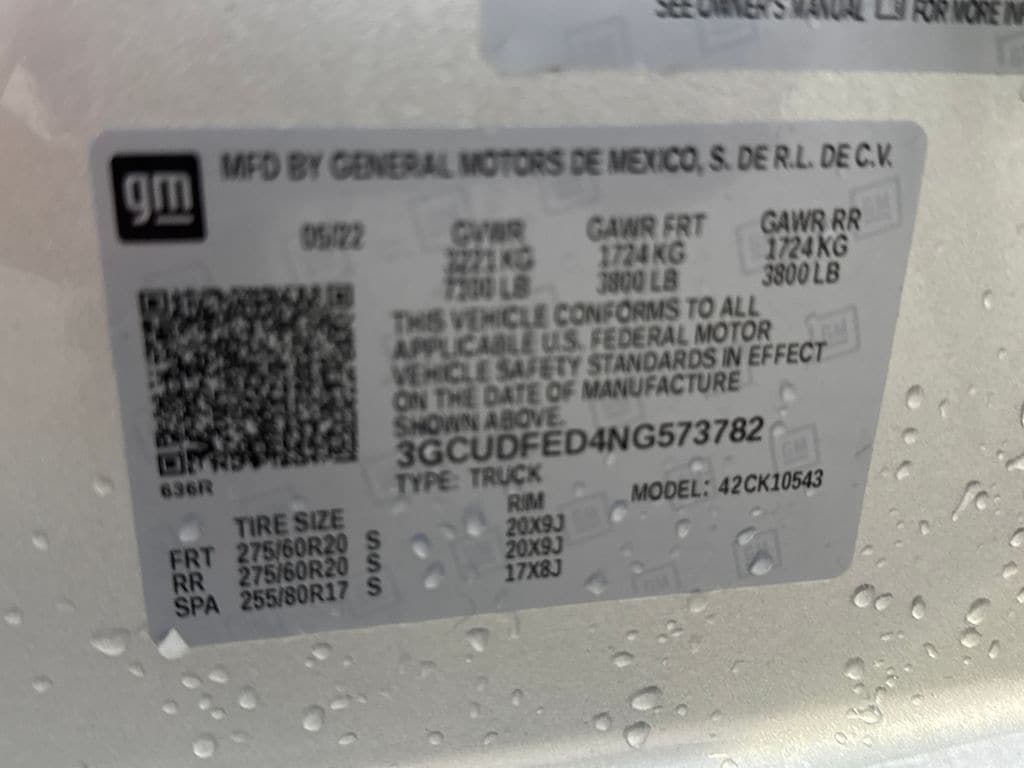 SEE OWNER'S MANUAL FOR MORE
gm
MFD BY GENERAL MOTORS DE MEXICO, S. DE R.L. DE C.V.
05/22 GVWR GAWR FRT GAWR RR
3271 KG 1724 KG 1724 KG
7200 LB 3800 LB 3800 LB
THIS VEHICLE CONFORMS TO ALL
APPLICABLE U.S. FEDERAL MOTOR
VEHICLE SAFETY STANDARDS IN EFFECT
ON THE DATE OF MANUFACTURE
SHOWN ABOVE.
3GCUDFED4NG573782
TYPE: TRUCK MODEL: 42CK10543
636R
TIRE SIZE RIM
FRT 275/60R20 S 20X9J
RR 275/60R20 S 20X9J
SPA 255/80R17 S 17X8J